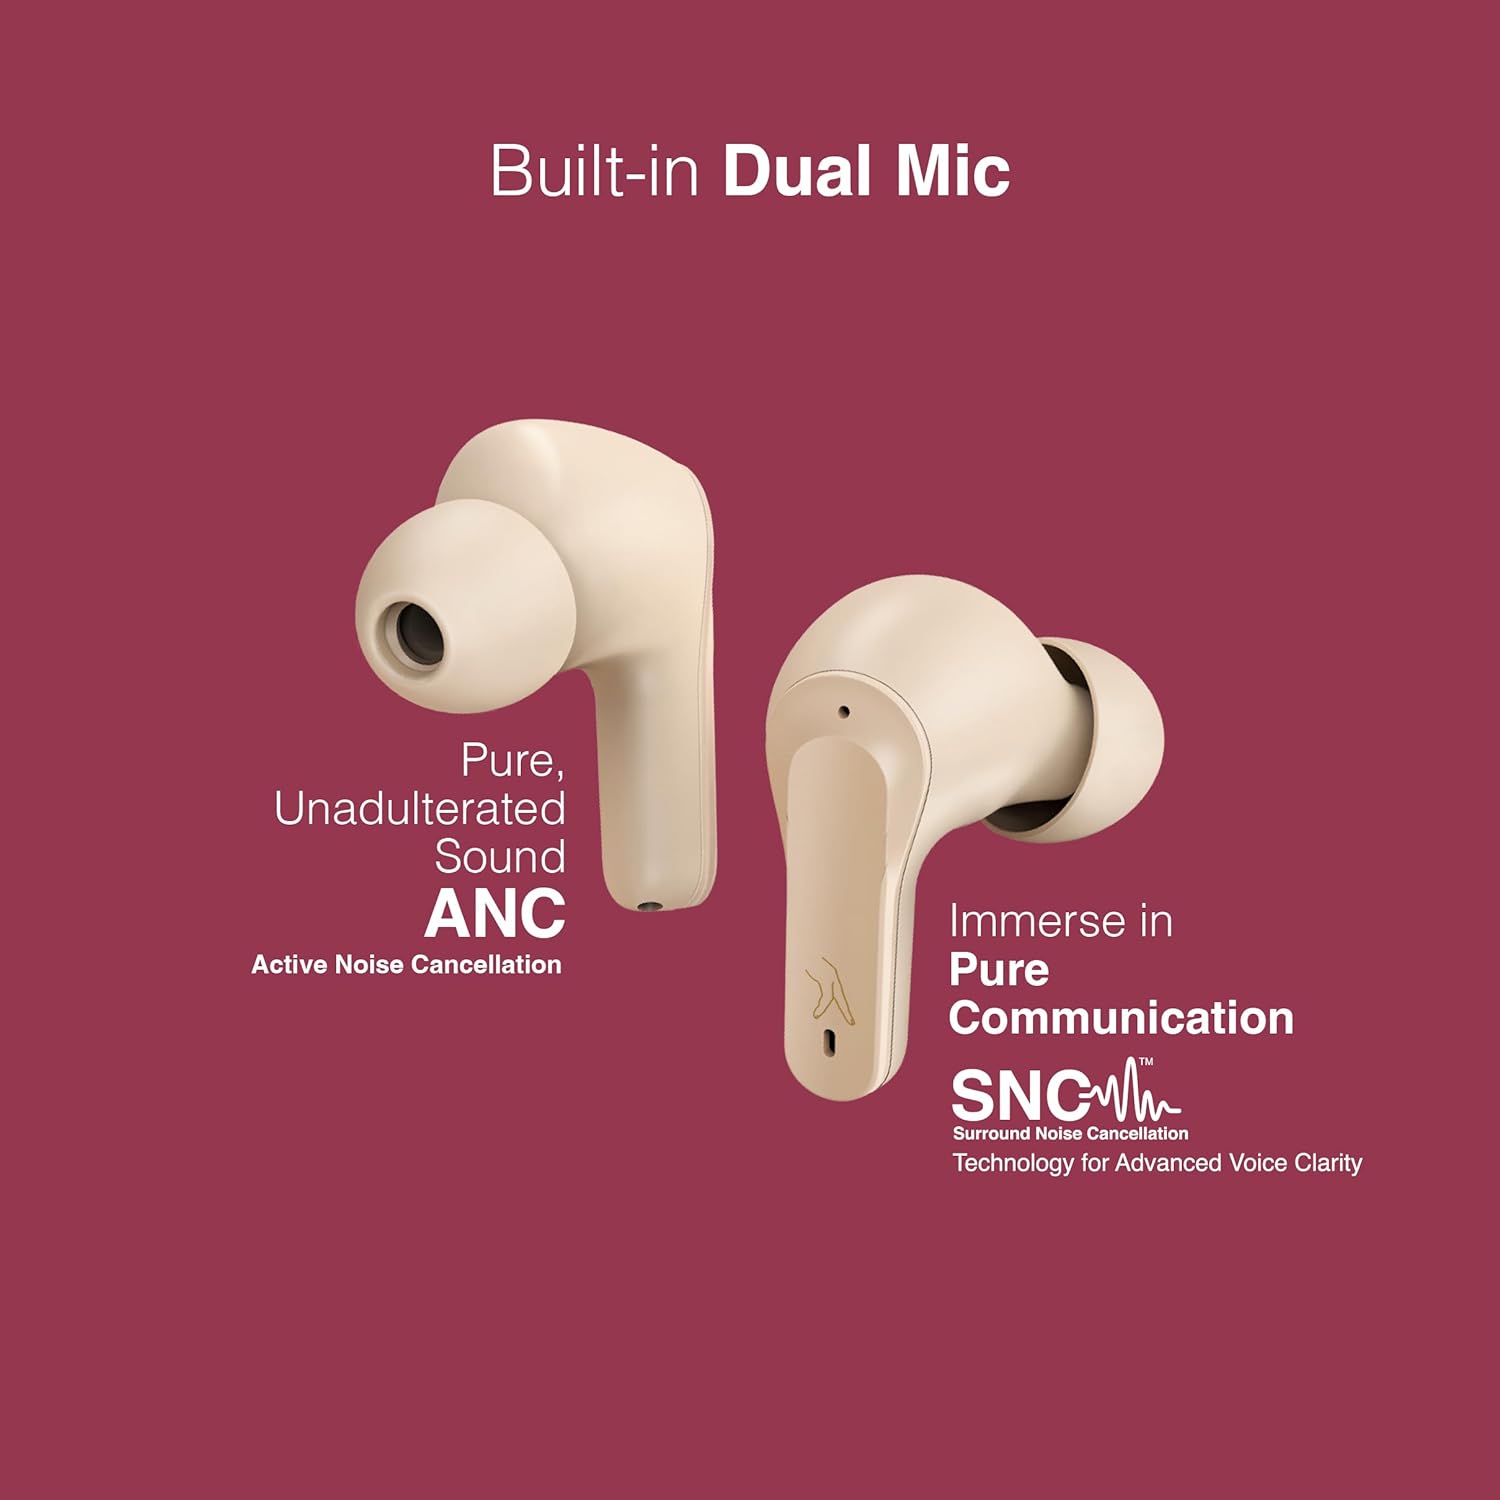 Built-in Dual Mic
Pure,
Unadulterated
Sound
ANC
Active Noise Cancellation
Immerse in
Pure
Communication
SNC™
Surround Noise Cancellation
Technology for Advanced Voice Clarity